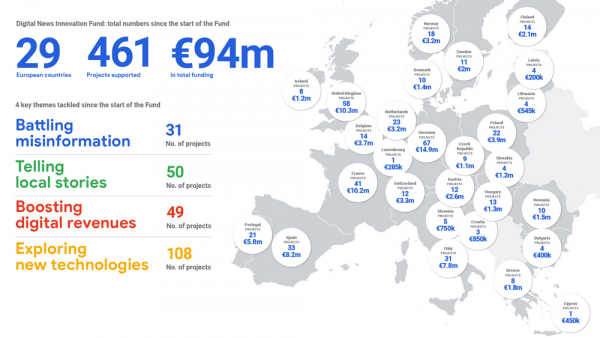 Digital News Innovation Fund: total numbers since the start of the Fund
29
European countries
461
Projects supported
€94m
In total funding
4 key themes tackled since the start of the Fund
Battling
misinformation
31
No. of projects
Telling
local stories
50
No. of projects
Boosting
digital revenues
49
No. of projects
Exploring
new technologies
108
No. of projects
Norway
PROJECTS
18
€3.2m
Finland
PROJECTS
14
€2.1m
Sweden
PROJECTS
11
€2m
Denmark
PROJECTS
10
€1.4m
Latvia
PROJECTS
4
€200k
Lithuania
PROJECTS
4
€545k
Ireland
PROJECTS
8
€1.2m
United Kingdom
PROJECTS
58
€10.3m
Netherlands
PROJECTS
23
€3.2m
Belgium
PROJECTS
14
€3.7m
Germany
PROJECTS
67
€14.9m
Poland
PROJECTS
22
€3.9m
Luxembourg
PROJECTS
1
€285k
Czech
Republic
PROJECTS
9
€1.1m
Slovakia
PROJECTS
4
€1.2m
France
PROJECTS
41
€10.2m
Switzerland
PROJECTS
12
€3.3m
Austria
PROJECTS
12
€2.6m
Hungary
PROJECTS
13
€1.3m
Romania
PROJECTS
10
€1.5m
Slovenia
PROJECTS
5
€750k
Croatia
PROJECTS
3
€850k
Bulgaria
PROJECTS
4
€400k
Portugal
PROJECTS
21
€5.8m
Spain
PROJECTS
33
€8.2m
Italy
PROJECTS
31
€7.8m
Greece
PROJECTS
8
€1.8m
Cyprus
PROJECTS
1
€450k